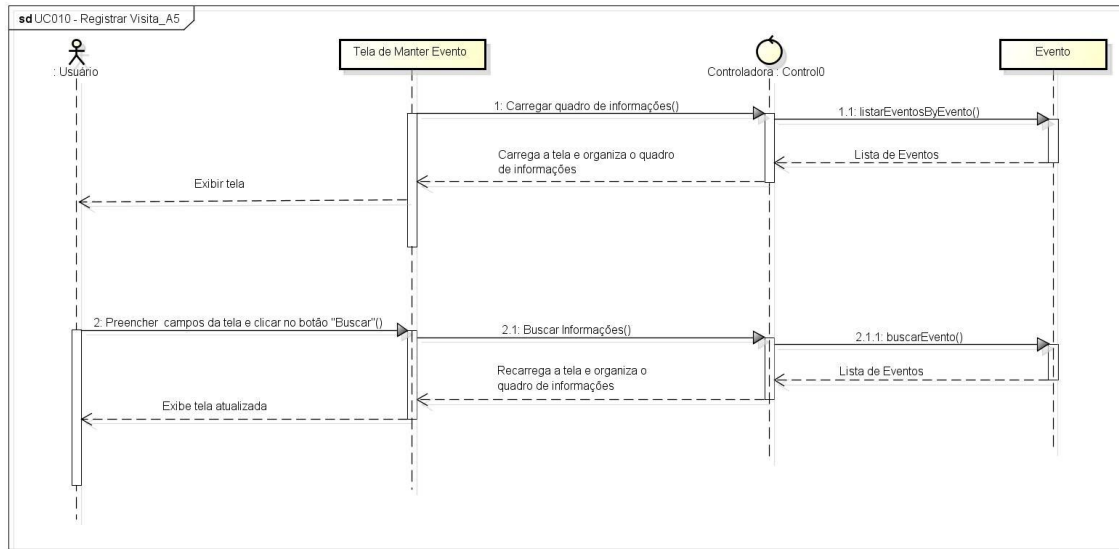 sd UC010 - Registrar Visita_A5
: Usuário
Tela de Manter Evento
Controladora : Control0
Evento
1: Carregar quadro de informações()
1.1: listarEventosByEvento()
Lista de Eventos
Carrega a tela e organiza o quadro
de informações
Exibir tela
2: Preencher campos da tela e clicar no botão "Buscar"()
2.1: Buscar Informações()
2.1.1: buscarEvento()
Lista de Eventos
Recarrega a tela e organiza o
quadro de informações
Exibe tela atualizada